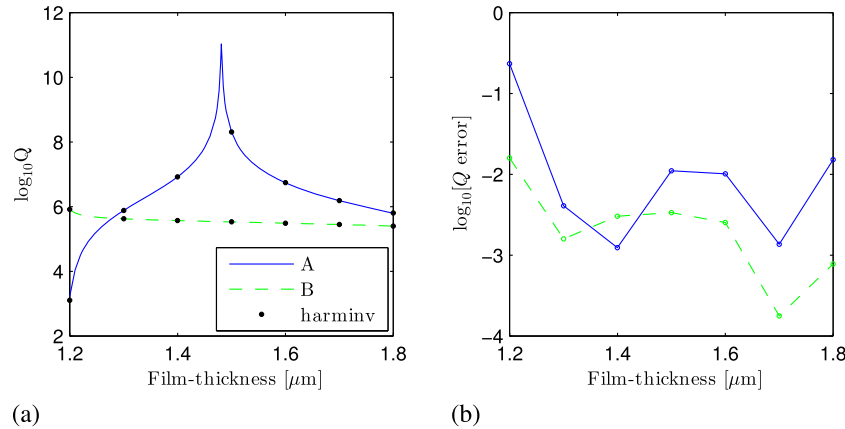 12
10
8
6
4
2
log₁₀Q
A
B
harminv
1.2
1.4
1.6
1.8
Film-thickness [μm]
(a)
0
−1
−2
−3
−4
log₁₀[Q error]
1.2
1.4
1.6
1.8
Film-thickness [μm]
(b)